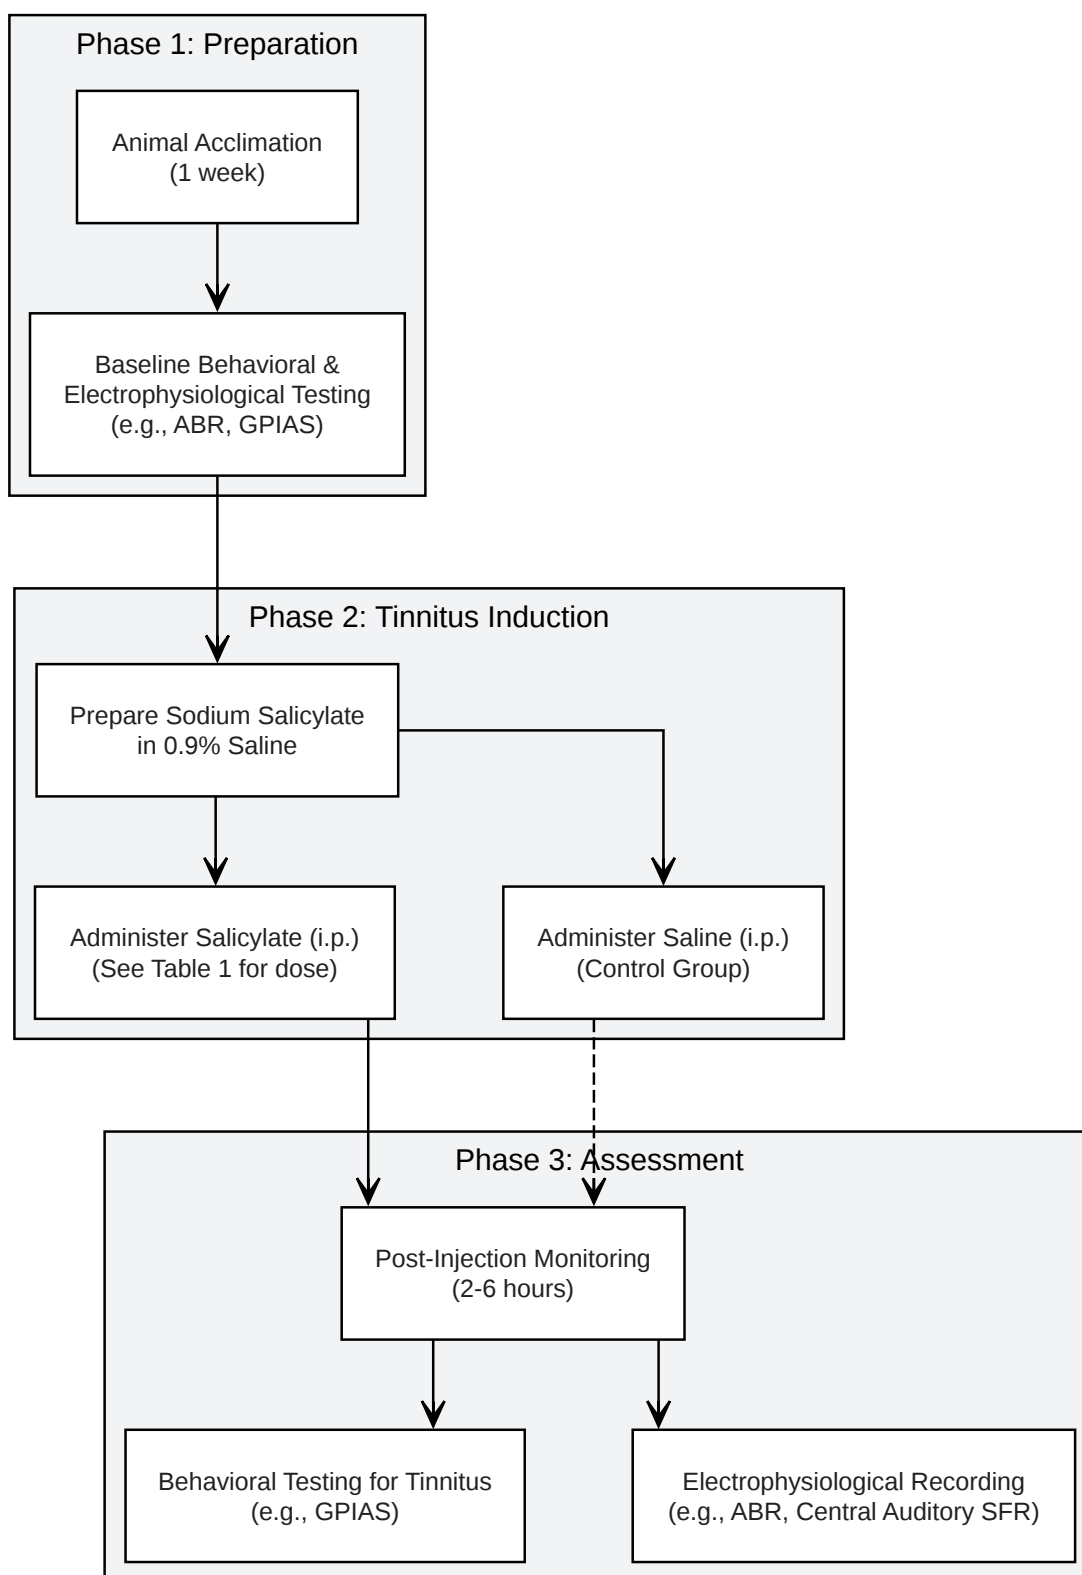 Phase 1: Preparation
Animal Acclimation
(1 week)
Baseline Behavioral &
Electrophysiological Testing
(e.g., ABR, GPIAS)
Phase 2: Tinnitus Induction
Prepare Sodium Salicylate
in 0.9% Saline
Administer Salicylate (i.p.)
(See Table 1 for dose)
Administer Saline (i.p.)
(Control Group)
Phase 3: Assessment
Post-Injection Monitoring
(2-6 hours)
Behavioral Testing for Tinnitus
(e.g., GPIAS)
Electrophysiological Recording
(e.g., ABR, Central Auditory SFR)